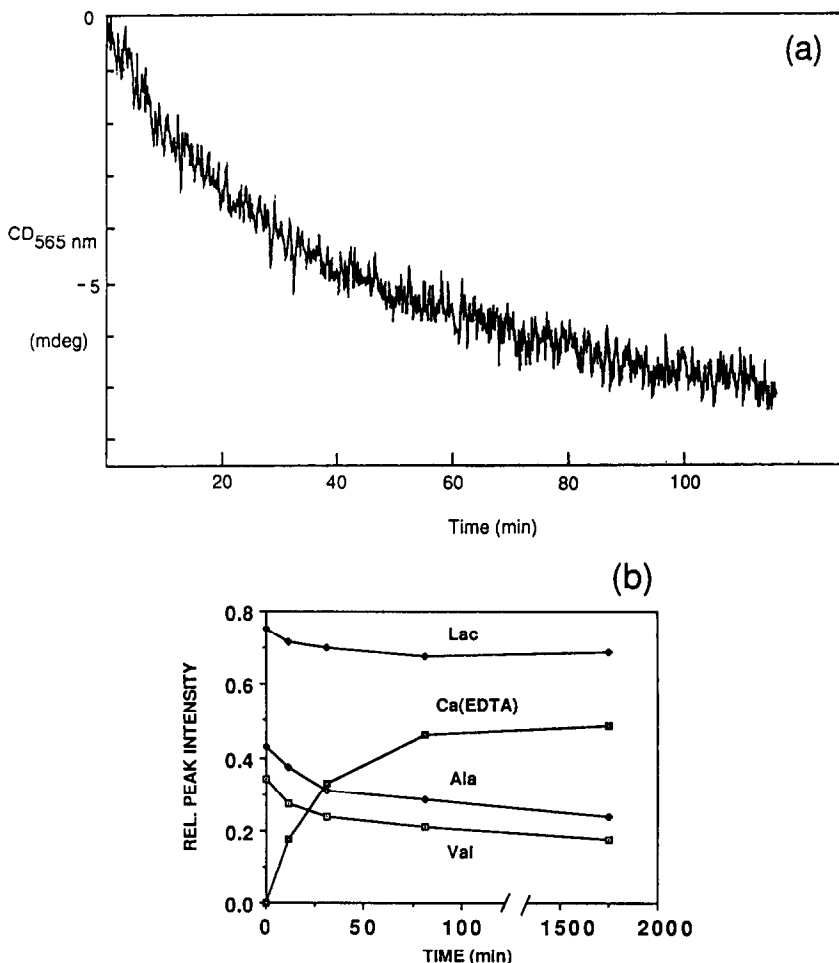 (a)
0
CD565 nm
-5
(mdeg)
20 40 60 80 100
Time (min)
(b)
0.8
0.6
0.4
0.2
0.0
REL. PEAK INTENSITY
Lac
Ca(EDTA)
Ala
Val
0 50 100 1500 2000
TIME (min)